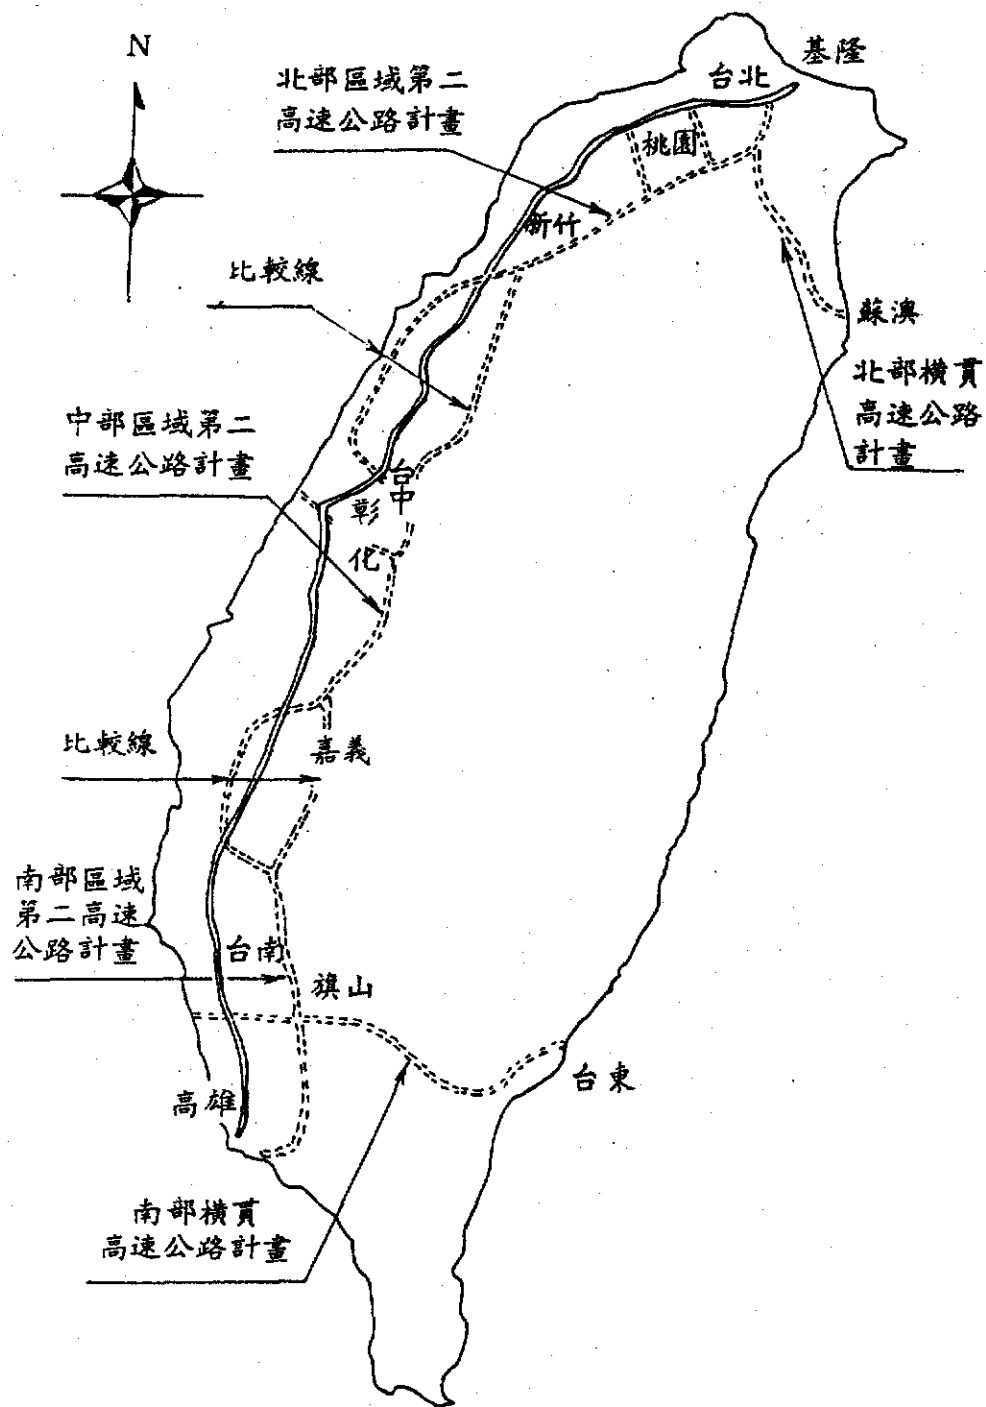 N
基隆
台北
北部區域第二
高速公路計畫
桃園
新竹
比較線
蘇澳
北部橫貫
高速公路
計畫
中部區域第二
高速公路計畫
台中
彰化
比較線
嘉義
南部區域
第二高速
公路計畫
台南
旗山
台東
高雄
南部橫貫
高速公路計畫